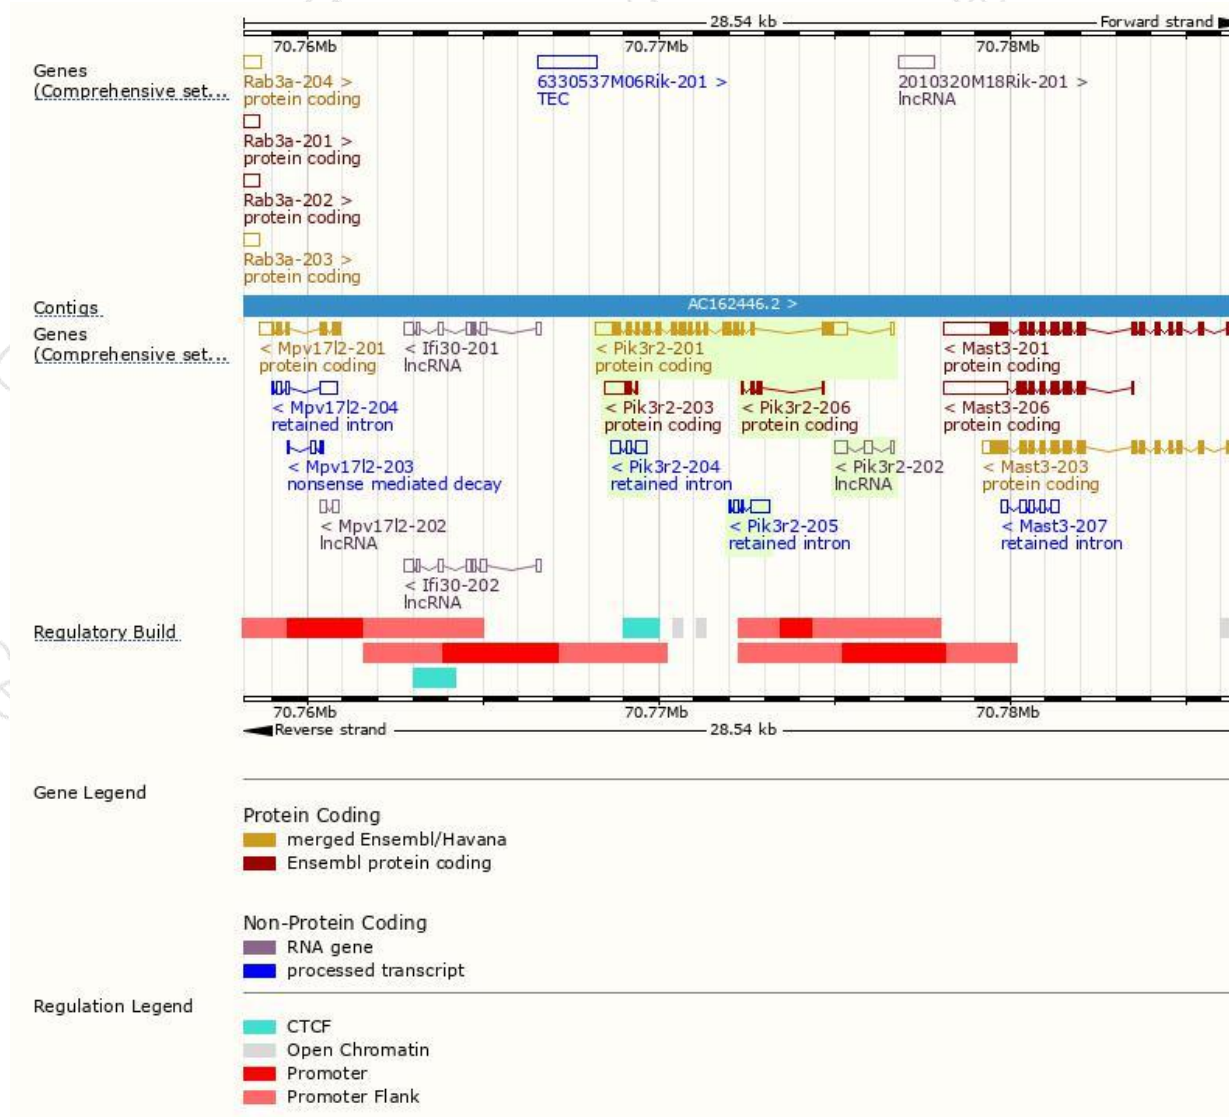 28.54 kb Forward strand
70.76Mb 70.77Mb 70.78Mb
Genes
(Comprehensive set...
Rab3a-204 >
protein coding
6330537M06Rik-201 >
TEC
2010320M18Rik-201 >
lncRNA
Rab3a-201 >
protein coding
Rab3a-202 >
protein coding
Rab3a-203 >
protein coding
Contigs
AC162446.2 >
Genes
(Comprehensive set...
< Mpv17l2-201
protein coding
< Ifi30-201
lncRNA
< Pik3r2-201
protein coding
< Mast3-201
protein coding
< Mpv17l2-204
retained intron
< Pik3r2-203
protein coding
< Pik3r2-206
protein coding
< Mast3-206
protein coding
< Mpv17l2-203
nonsense mediated decay
< Pik3r2-204
retained intron
< Pik3r2-202
lncRNA
< Mast3-203
protein coding
< Mpv17l2-202
lncRNA
< Pik3r2-205
retained intron
< Mast3-207
retained intron
< Ifi30-202
lncRNA
Regulatory Build
70.76Mb 70.77Mb 70.78Mb
Reverse strand 28.54 kb
Gene Legend
Protein Coding
merged Ensembl/Havana
Ensembl protein coding
Non-Protein Coding
RNA gene
processed transcript
Regulation Legend
CTCF
Open Chromatin
Promoter
Promoter Flank